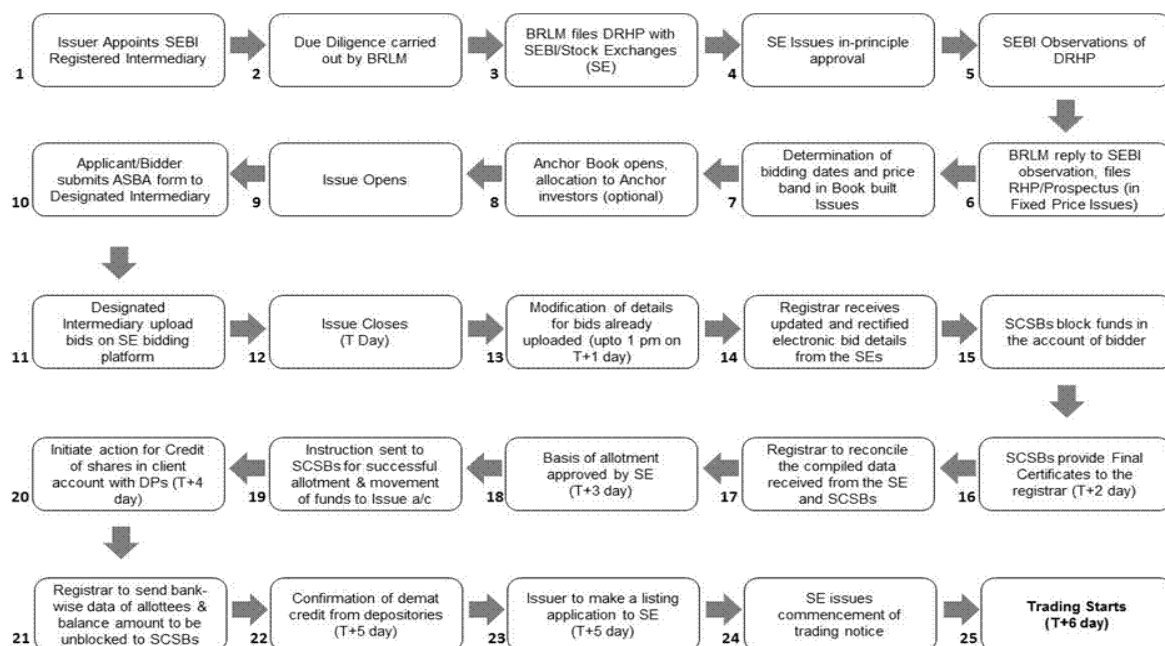 1
Issuer Appoints SEBI
Registered Intermediary
2
Due Diligence carried
out by BRLM
3
BRLM files DRHP with
SEBI/Stock Exchanges
(SE)
4
SE Issues in-principle
approval
5
SEBI Observations of
DRHP
6
BRLM reply to SEBI
observation, files
RHP/Prospectus (in
Fixed Price Issues)
7
Determination of
bidding dates and price
band in Book built
Issues
8
Anchor Book opens,
allocation to Anchor
investors (optional)
9
Issue Opens
10
Applicant/Bidder
submits ASBA form to
Designated Intermediary
11
Designated
Intermediary upload
bids on SE bidding
platform
12
Issue Closes
(T Day)
13
Modification of details
for bids already
uploaded (upto 1 pm on
T+1 day)
14
Registrar receives
updated and rectified
electronic bid details
from the SEs
15
SCSBs block funds in
the account of bidder
16
SCSBs provide Final
Certificates to the
registrar (T+2 day)
17
Registrar to reconcile
the compiled data
received from the SE
and SCSBs
18
Basis of allotment
approved by SE
(T+3 day)
19
Instruction sent to
SCSBs for successful
allotment & movement
of funds to Issue a/c
20
Initiate action for Credit
of shares in client
account with DPs (T+4
day)
21
Registrar to send bank-
wise data of allottees &
balance amount to be
unblocked to SCSBs
22
Confirmation of demat
credit from depositories
(T+5 day)
23
Issuer to make a listing
application to SE
(T+5 day)
24
SE issues
commencement of
trading notice
25
Trading Starts
(T+6 day)